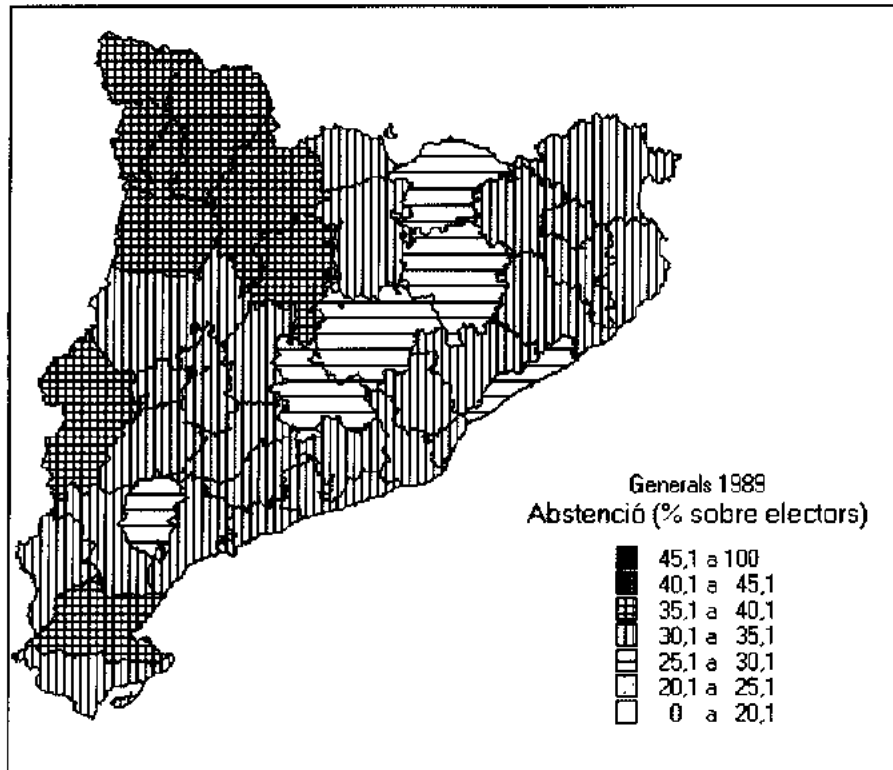 Generals 1989
Abstenció (% sobre electors)
45,1 a 100
40,1 a 45,1
35,1 a 40,1
30,1 a 35,1
25,1 a 30,1
20,1 a 25,1
0 a 20,1